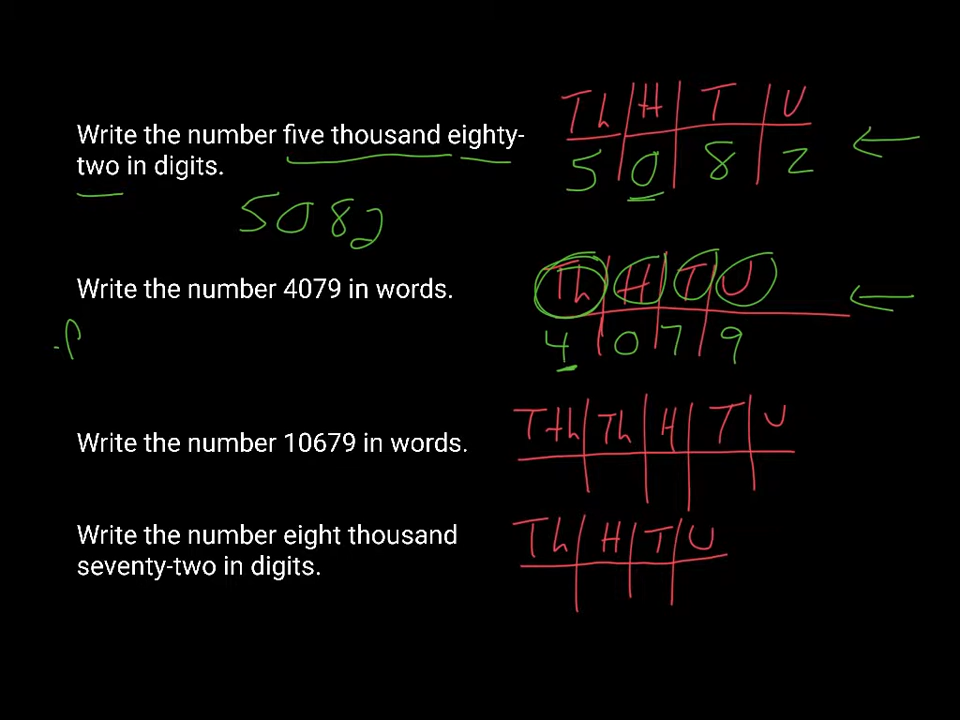 Write the number five thousand eighty-
two in digits.
Th H T U
5 0 8 2
5082
Write the number 4079 in words.
Th H T U
4 0 7 9
f
Write the number 10679 in words.
Tth Th H T U
Write the number eight thousand
seventy-two in digits.
Th H T U